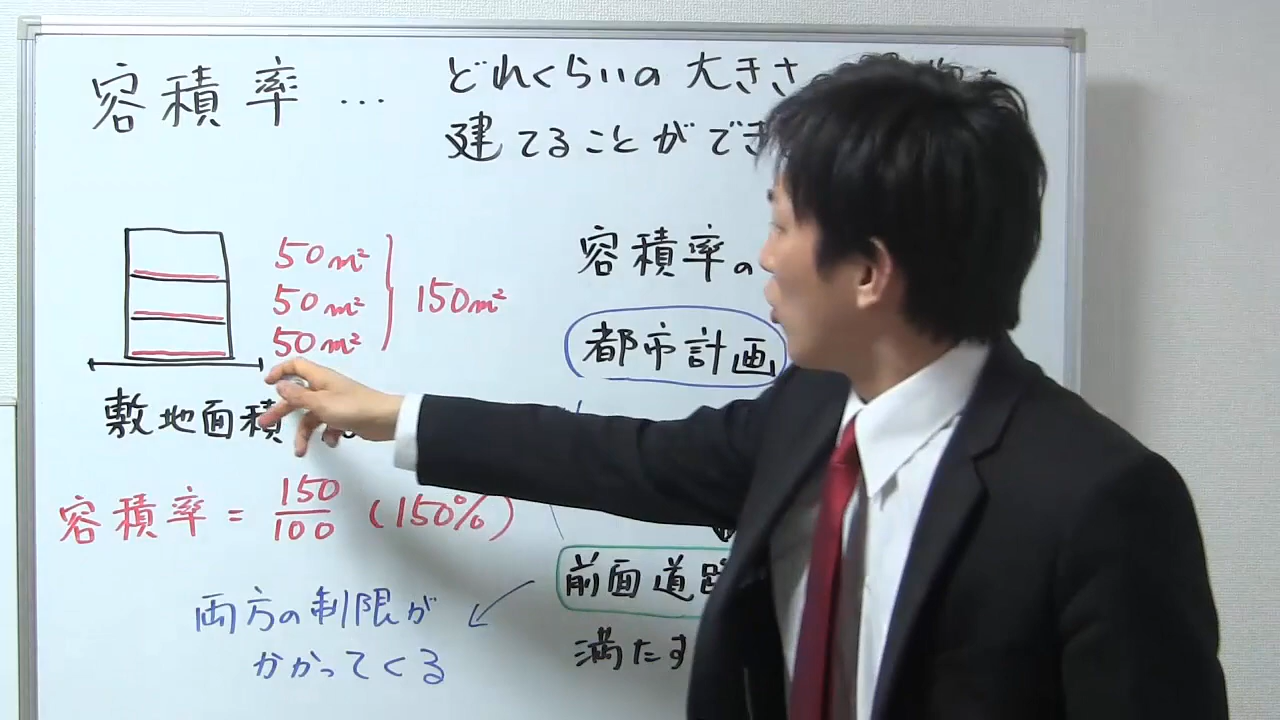 容積率…
どれくらいの大きさ
建てることができ
50m²
50m²
50m²
150m²
敷地面積
容積率 = 150/100 (150%)
両方の制限が
かかってくる
容積率の
都市計画
前面道路
満たす